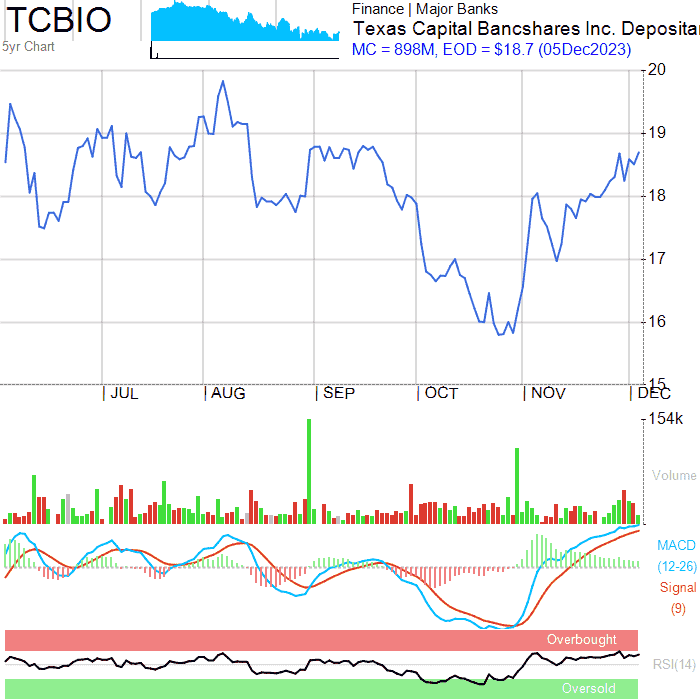 TCBIO
5yr Chart
Finance | Major Banks
Texas Capital Bancshares Inc. Depositar
MC = 898M, EOD = $18.7 (05Dec2023)
20
19
18
17
16
15
| JUL | AUG | SEP | OCT | NOV | DEC
154k
Volume
MACD
(12-26)
Signal
(9)
Overbought
RSI(14)
Oversold